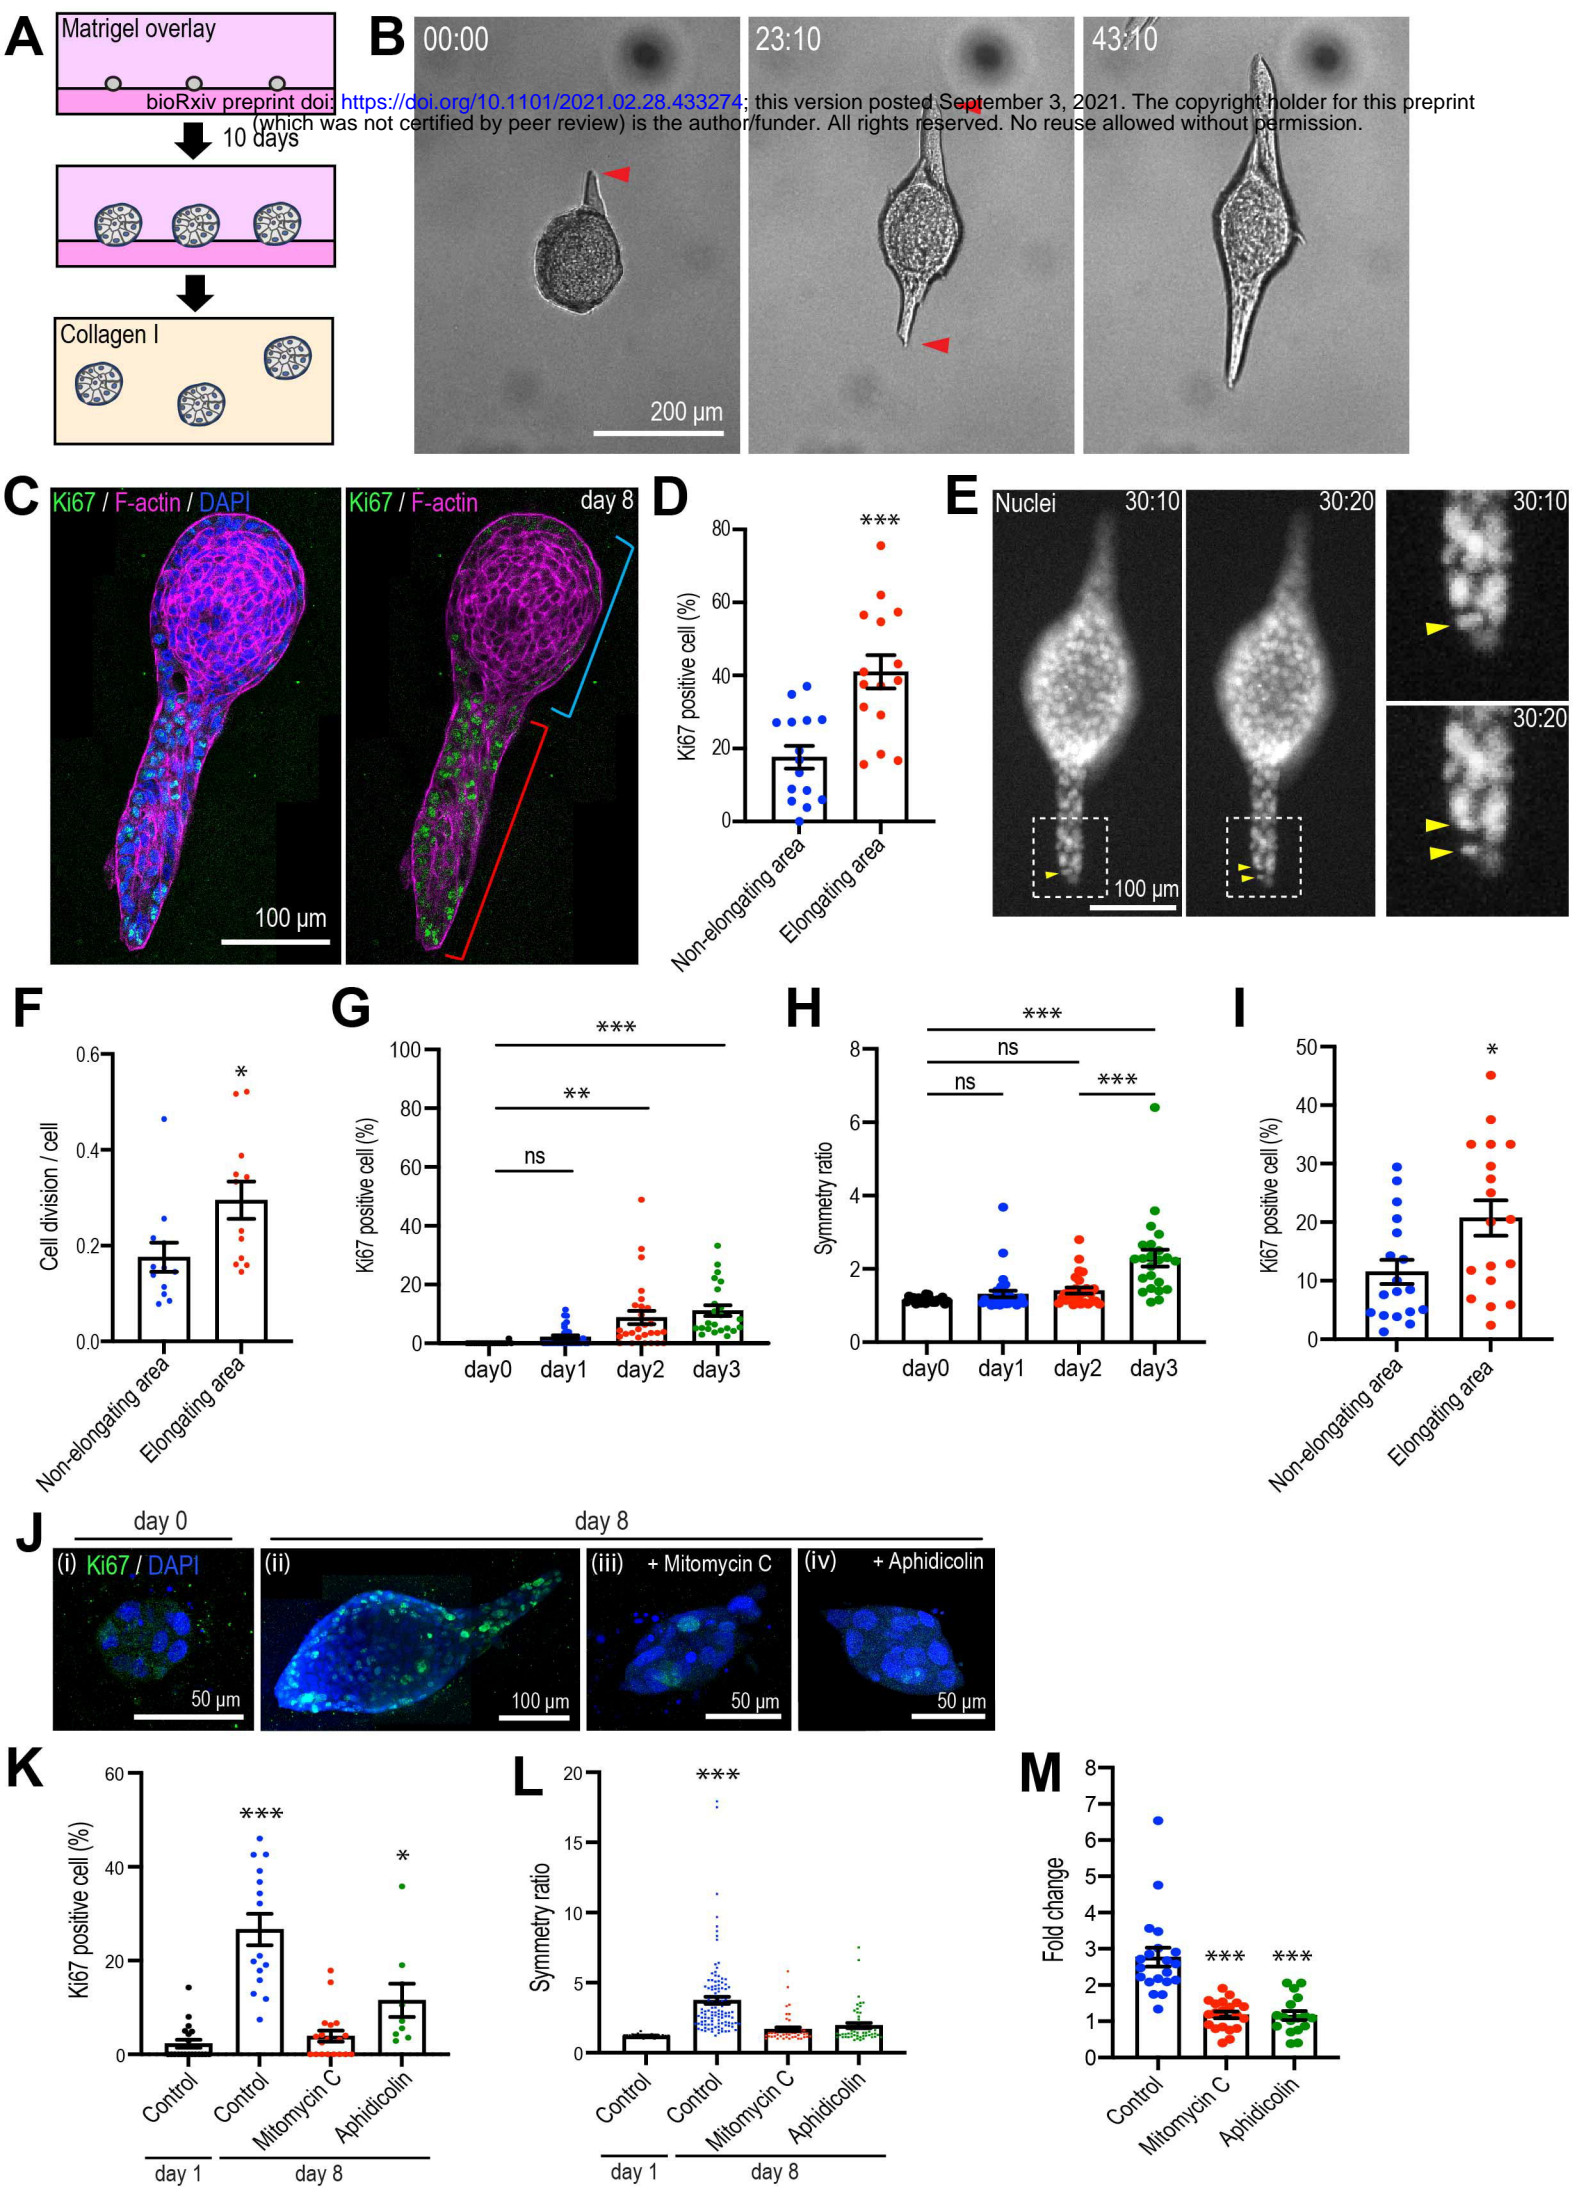 A
Matrigel overlay
10 days
Collagen I
B
00:00
23:10
43:10
200 µm
bioRxiv preprint doi: https://doi.org/10.1101/2021.02.28.433274; this version posted September 3, 2021. The copyright holder for this preprint
(which was not certified by peer review) is the author/funder. All rights reserved. No reuse allowed without permission.
C
Ki67 / F-actin / DAPI
Ki67 / F-actin
day 8
100 µm
D
Ki67 positive cell (%)
80
60
40
20
0
***
Non-elongating area
Elongating area
E
Nuclei
30:10
30:20
30:10
30:20
100 µm
F
Cell division / cell
0.6
0.4
0.2
0.0
*
Non-elongating area
Elongating area
G
Ki67 positive cell (%)
100
80
60
40
20
0
***
**
ns
day0
day1
day2
day3
H
Symmetry ratio
8
6
4
2
0
***
ns
ns
***
day0
day1
day2
day3
I
Ki67 positive cell (%)
50
40
30
20
10
0
*
Non-elongating area
Elongating area
J
day 0
day 8
(i) Ki67 / DAPI
50 µm
(ii)
100 µm
(iii) + Mitomycin C
50 µm
(iv) + Aphidicolin
50 µm
K
Ki67 positive cell (%)
60
40
20
0
***
*
Control
Control
Mitomycin C
Aphidicolin
day 1
day 8
L
Symmetry ratio
20
15
10
5
0
***
Control
Control
Mitomycin C
Aphidicolin
day 1
day 8
M
Fold change
8
7
6
5
4
3
2
1
0
***
***
Control
Mitomycin C
Aphidicolin